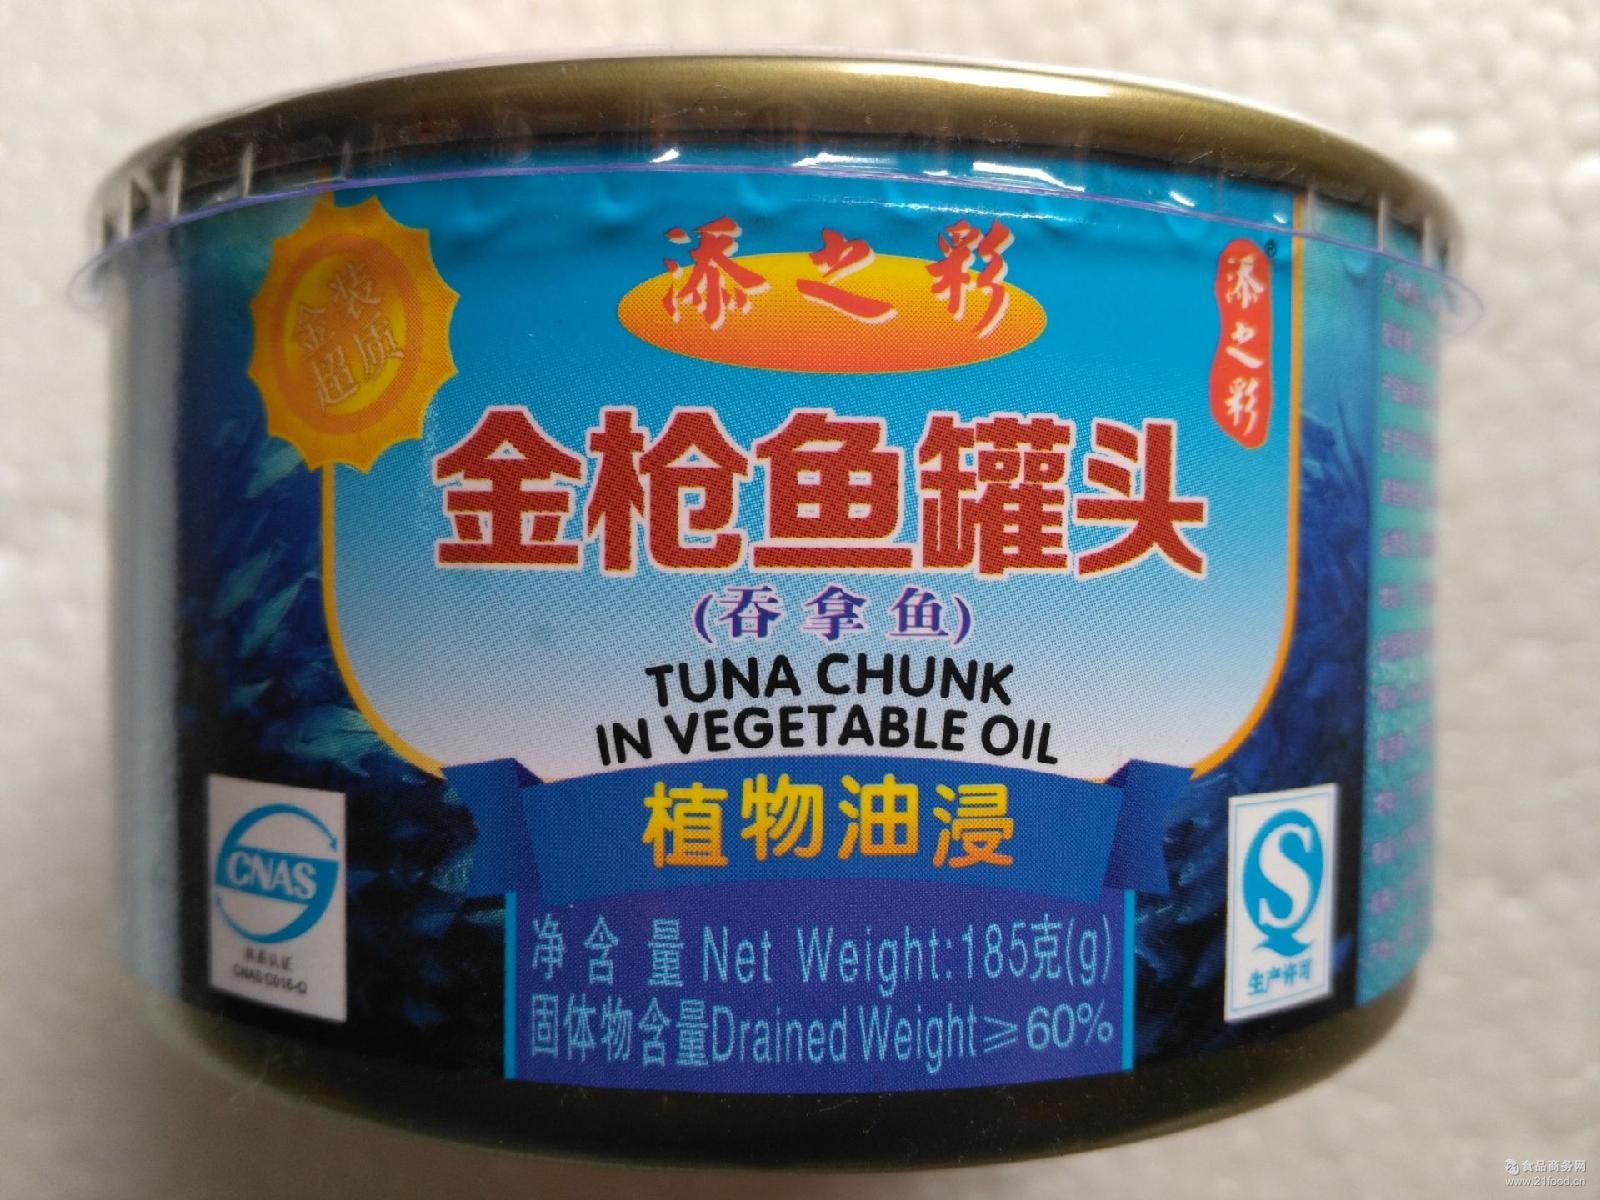 添之彩
添之彩®
金装
超质
金枪鱼罐头
(吞拿鱼)
TUNA CHUNK
IN VEGETABLE OIL
植物油浸
净含量 Net Weight:185克(g)
固体物含量Drained Weight≥60%
CNAS
CNAS C016-Q
S
生产许可
食品商务网
www.21food.cn